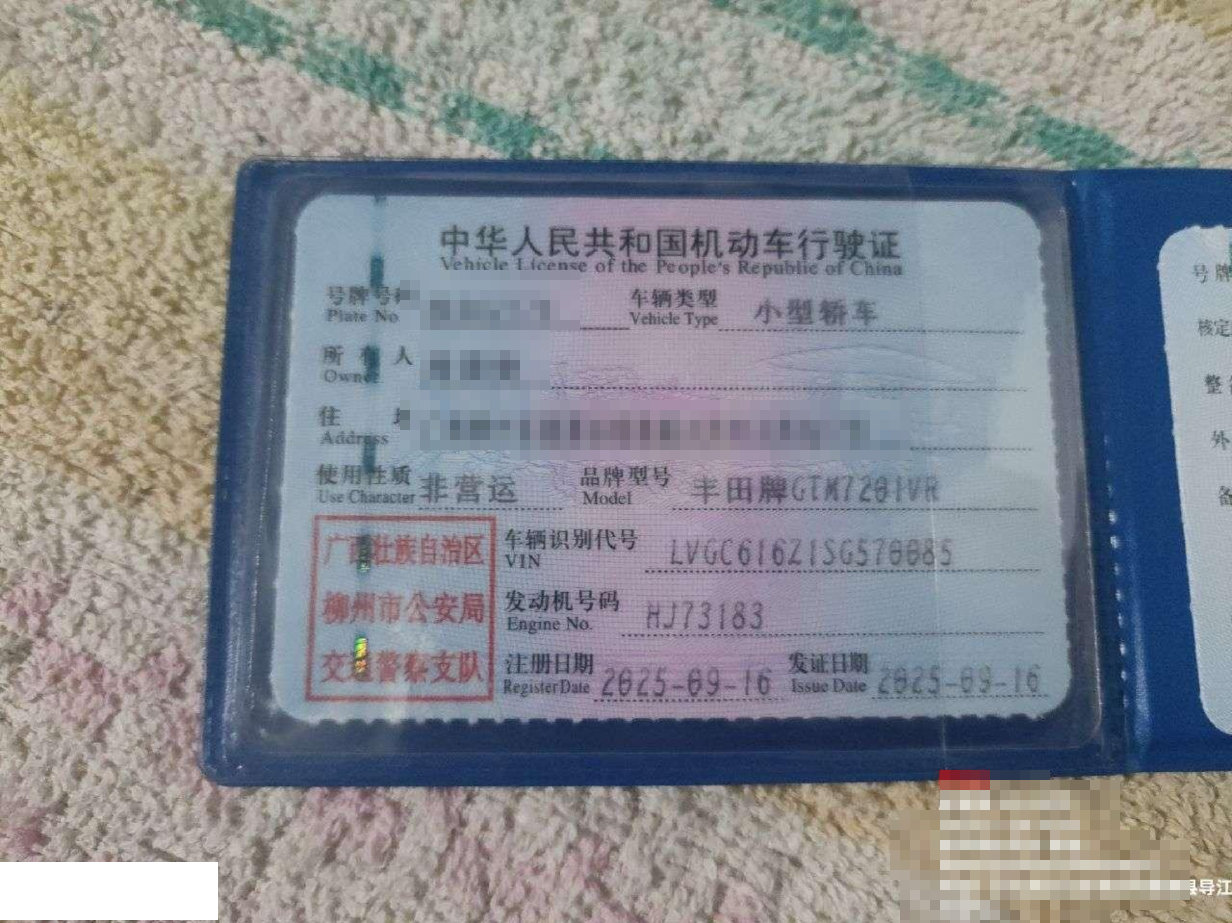 中华人民共和国机动车行驶证
Vehicle License of the People's Republic of China
号牌号
Plate No
车辆类型
Vehicle Type
小型轿车
所有人
Owner
住
Address
使用性质
Use Character
非营运
品牌型号
Model
丰田牌GTM7201VR
广西壮族自治区
柳州市公安局
交通警察支队
车辆识别代号
VIN
LVGC616Z1SG570085
发动机号码
Engine No.
HJ73183
注册日期
Register Date
2025-09-16
发证日期
Issue Date
2025-09-16
号牌
核定
整
外
备
县导江